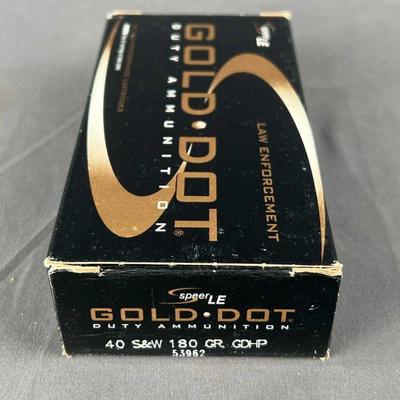 GOLD DOT®
DUTY AMMUNITION
LAW ENFORCEMENT
Speer LE
GOLD DOT®
DUTY AMMUNITION
40 S&W 180 GR. GDHP
53962